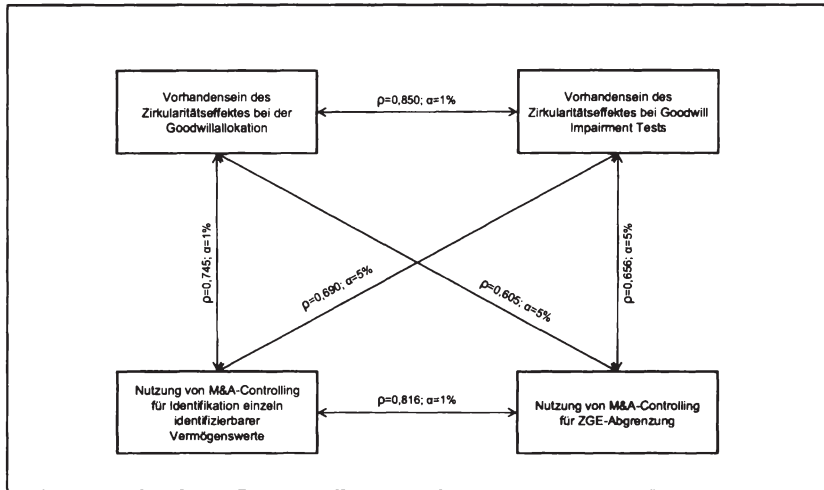 Vorhandensein des
Zirkularitätseffektes bei der
Goodwillallokation
ρ=0,850; α=1%
Vorhandensein des
Zirkularitätseffektes bei Goodwill
Impairment Tests
ρ=0,745; α=1%
ρ=0,690; α=5%
ρ=0,605; α=5%
ρ=0,656; α=5%
Nutzung von M&A-Controlling
für Identifikation einzeln
identifizierbarer
Vermögenswerte
ρ=0,816; α=1%
Nutzung von M&A-Controlling
für ZGE-Abgrenzung